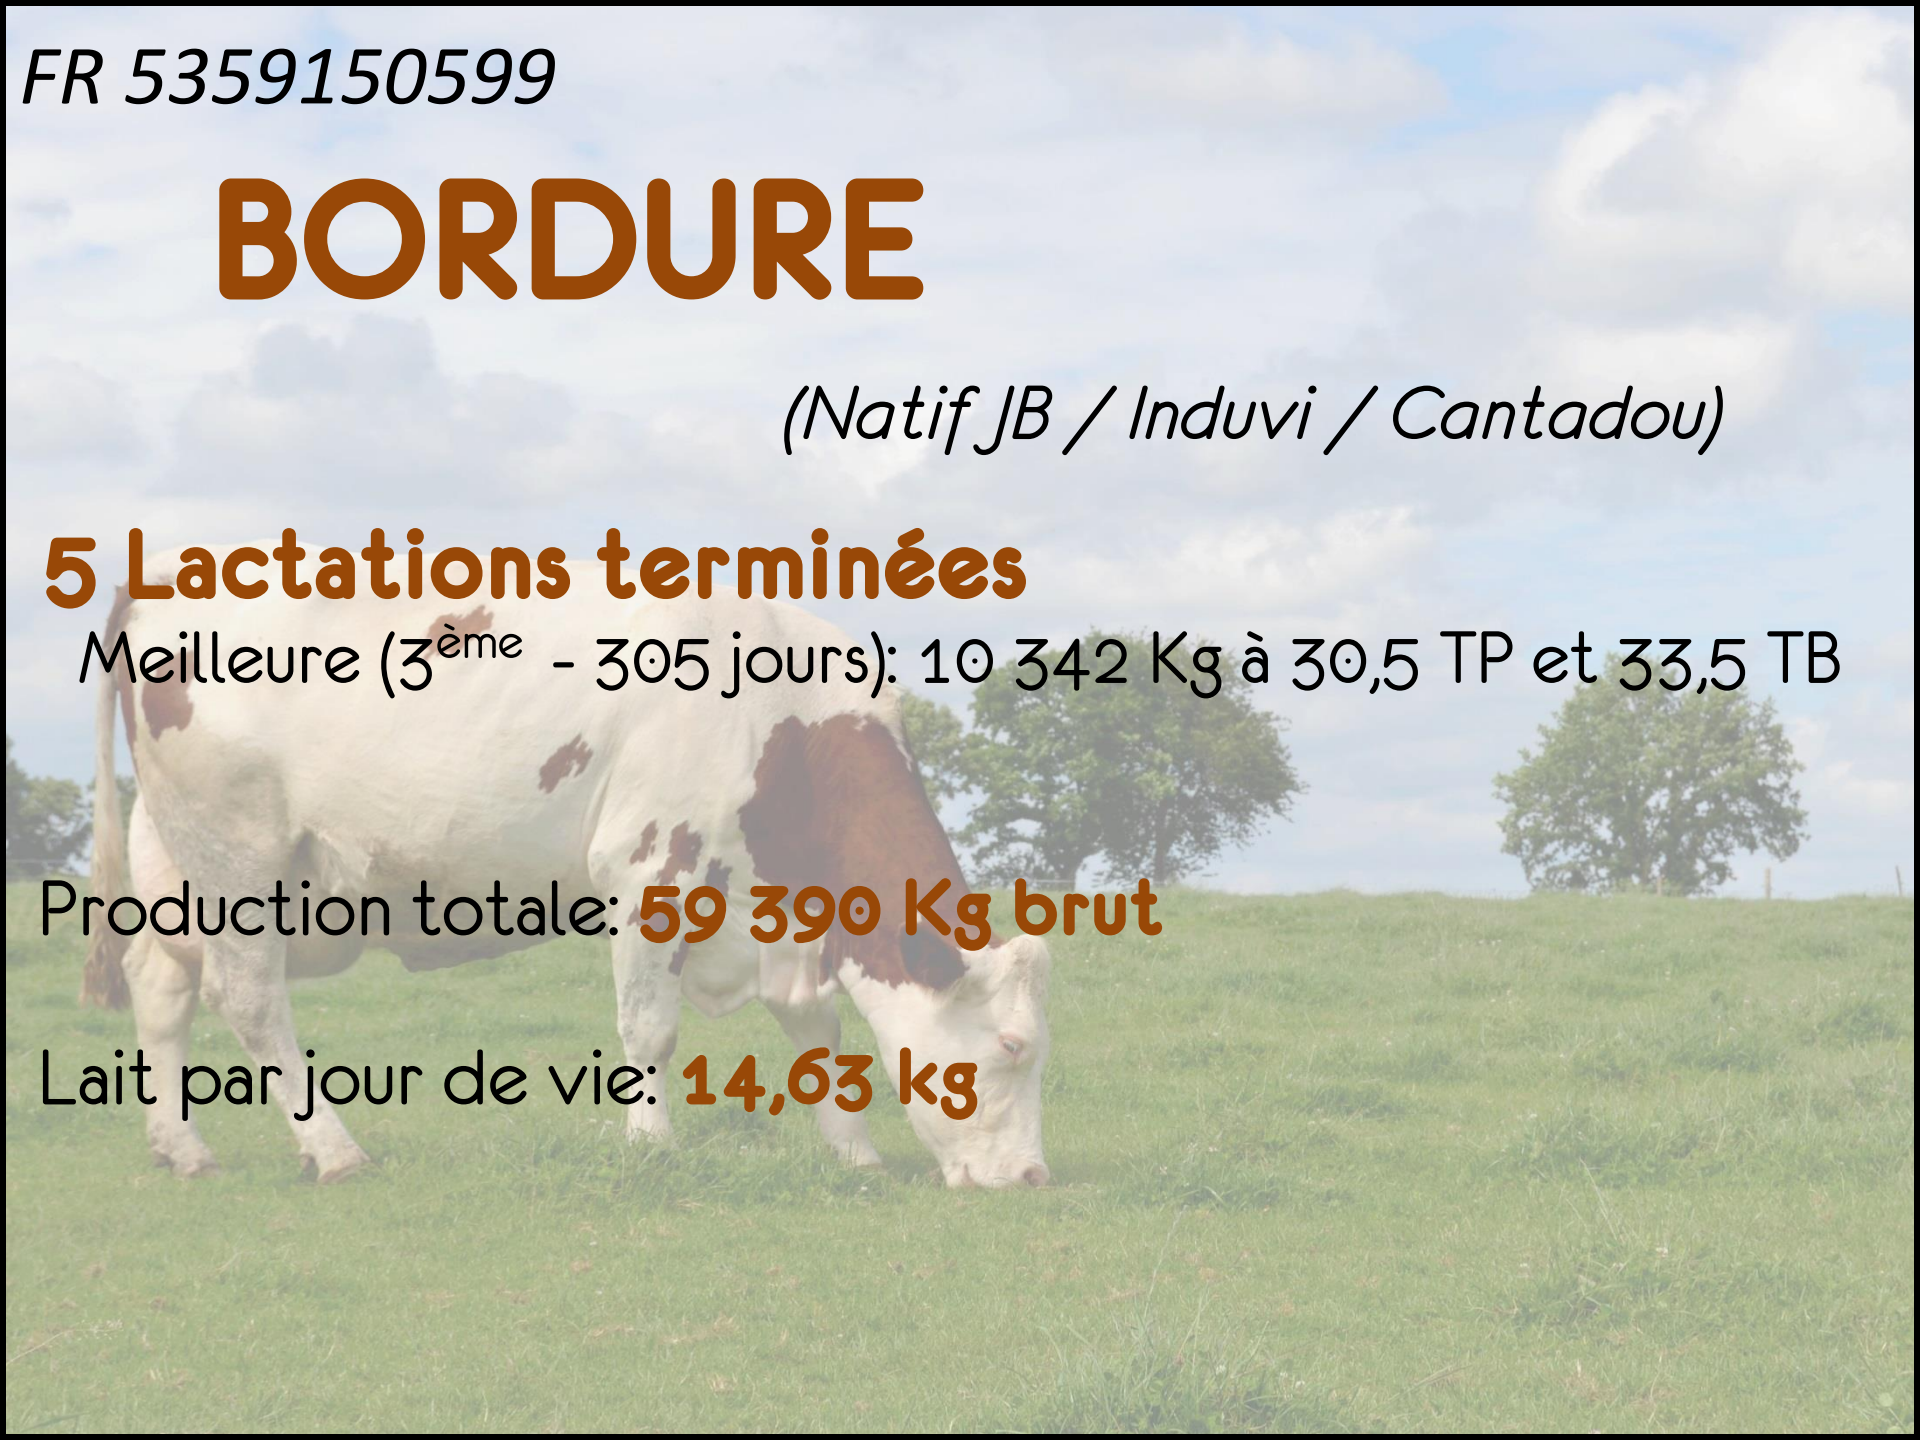 FR 5359150599
BORDURE
(Natif JB / Induvi / Cantadou)
5 Lactations terminées
Meilleure (3ème - 305 jours): 10 342 Kg à 30,5 TP et 33,5 TB
Production totale: 59 390 Kg brut
Lait par jour de vie: 14,63 kg